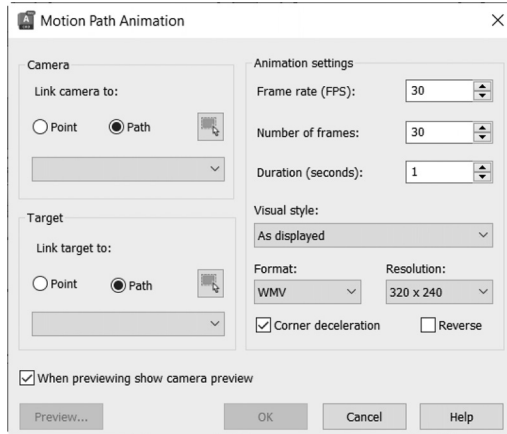 Motion Path Animation
Camera
Link camera to:
Point
Path
Target
Link target to:
Point
Path
Animation settings
Frame rate (FPS):
30
Number of frames:
30
Duration (seconds):
1
Visual style:
As displayed
Format:
Resolution:
WMV
320 x 240
Corner deceleration
Reverse
When previewing show camera preview
Preview...
OK
Cancel
Help